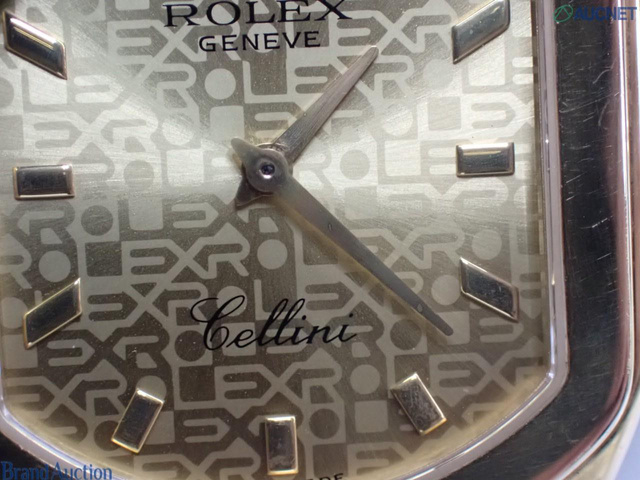 ROLEX
GENEVE
AUCNET
Cellini
Brand Auction